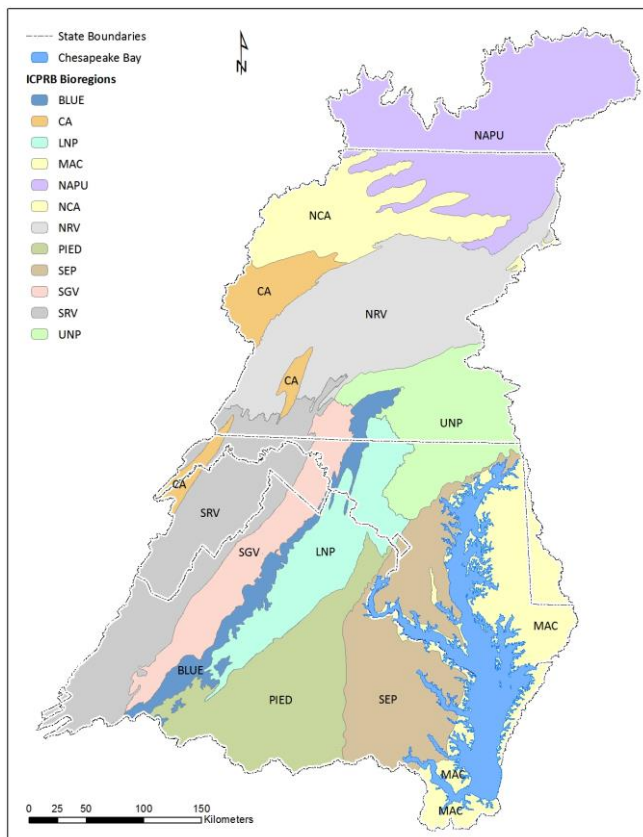 State Boundaries
Chesapeake Bay
ICPRB Bioregions
BLUE
CA
LNP
MAC
NAPU
NCA
NRV
PIED
SEP
SGV
SRV
UNP
N
NAPU
NCA
CA
NRV
CA
UNP
CA
SRV
SGV
LNP
MAC
BLUE
PIED
SEP
MAC
MAC
0 25 50 100 150
Kilometers